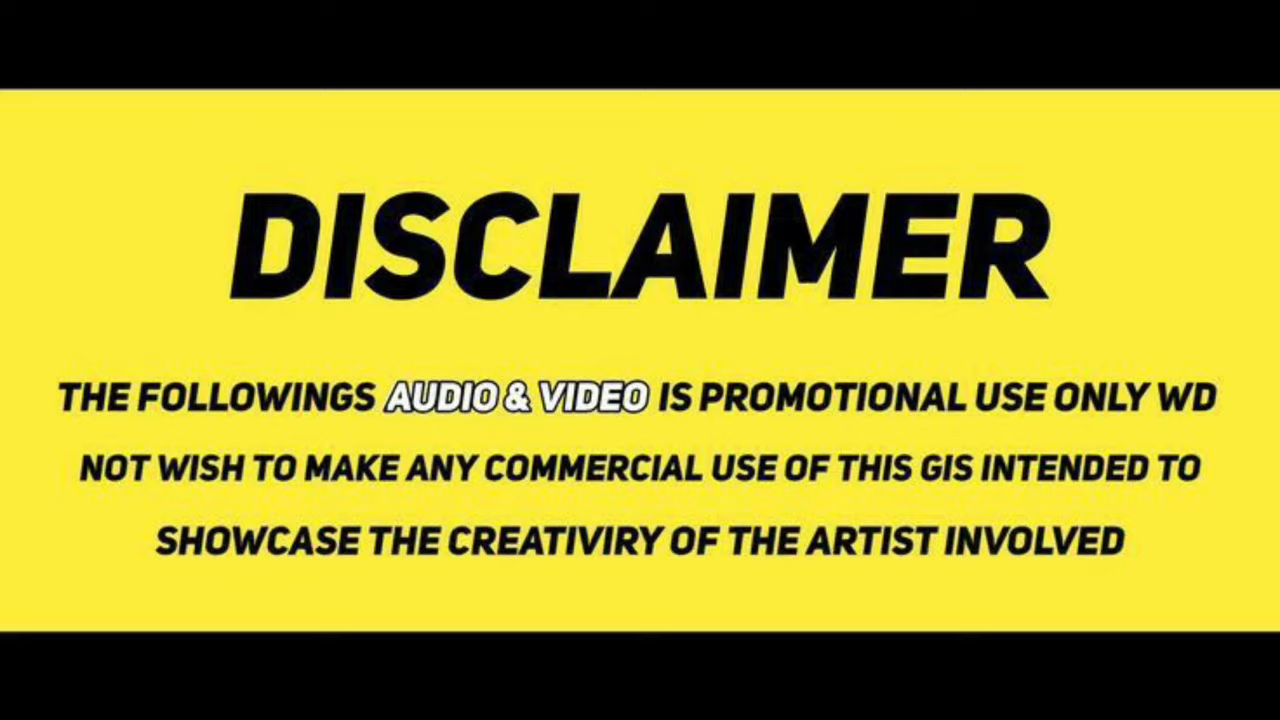 DISCLAIMER
THE FOLLOWINGS AUDIO & VIDEO IS PROMOTIONAL USE ONLY WD
NOT WISH TO MAKE ANY COMMERCIAL USE OF THIS GIS INTENDED TO
SHOWCASE THE CREATIVIRY OF THE ARTIST INVOLVED